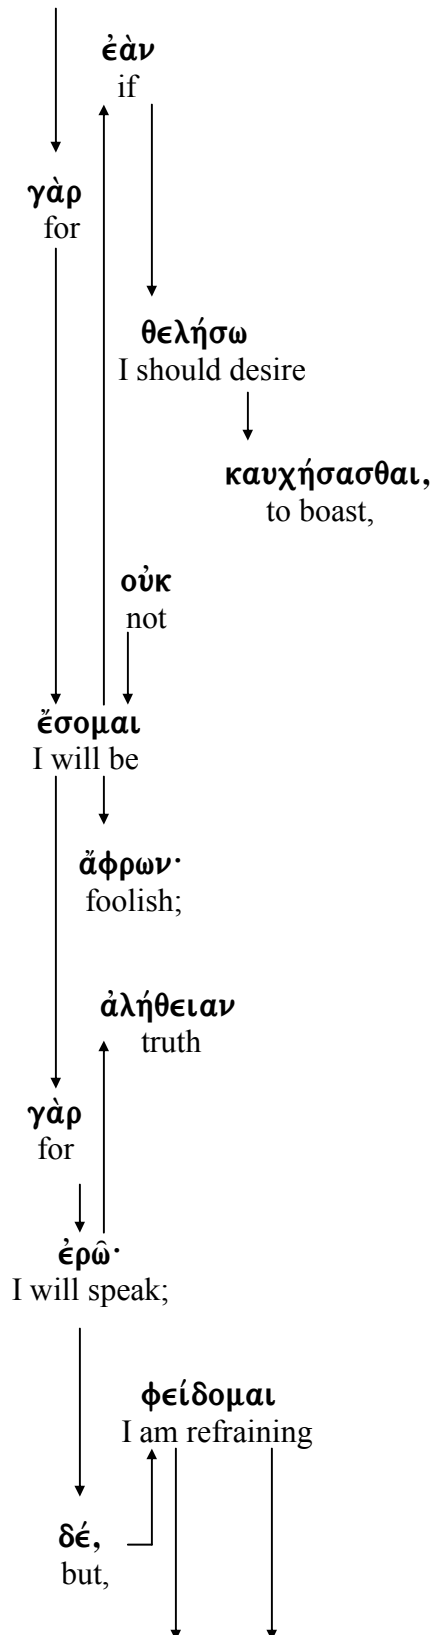 ἐὰν
if
γὰρ
for
θελήσω
I should desire
καυχήσασθαι,
to boast,
οὐκ
not
ἔσομαι
I will be
ἄφρων·
foolish;
ἀλήθειαν
truth
γὰρ
for
ἐρῶ·
I will speak;
φείδομαι
I am refraining
δέ,
but,